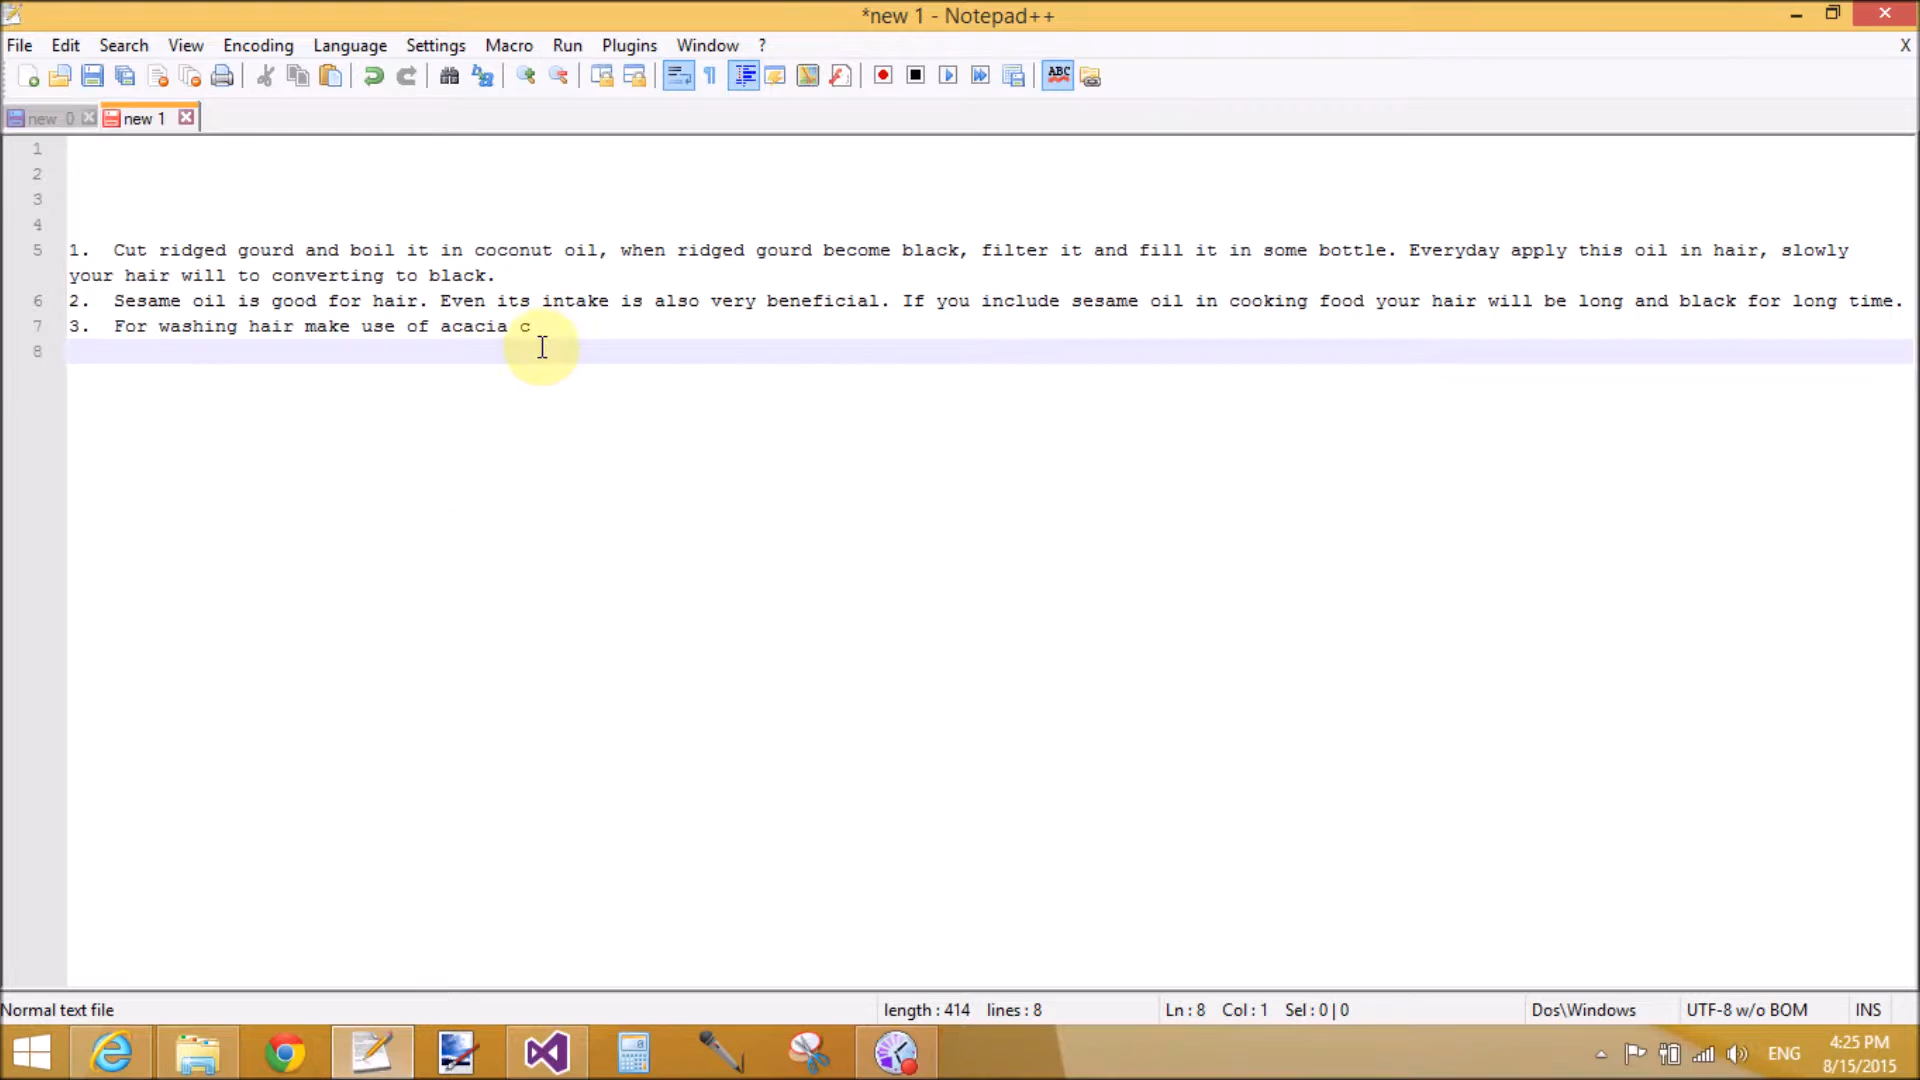 *new 1 - Notepad++
File Edit Search View Encoding Language Settings Macro Run Plugins Window ? X
ABC
new 0 new 1
1
2
3
4
5 1. Cut ridged gourd and boil it in coconut oil, when ridged gourd become black, filter it and fill it in some bottle. Everyday apply this oil in hair, slowly
your hair will to converting to black.
6 2. Sesame oil is good for hair. Even its intake is also very beneficial. If you include sesame oil in cooking food your hair will be long and black for long time.
7 3. For washing hair make use of acacia c
8
Normal text file length : 414 lines : 8 Ln : 8 Col : 1 Sel : 0 | 0 Dos\Windows UTF-8 w/o BOM INS
ENG 4:25 PM
8/15/2015